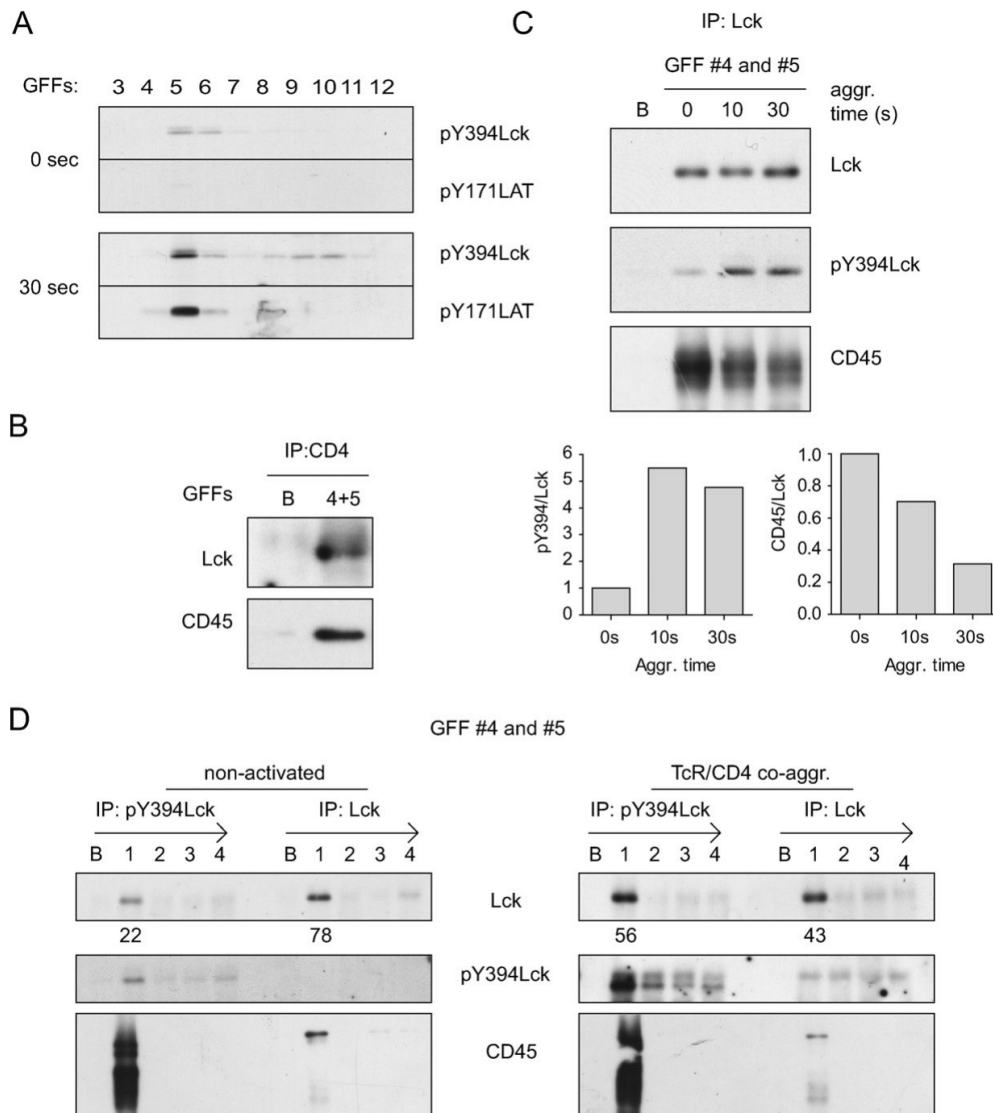 A
GFFs: 3 4 5 6 7 8 9 10 11 12
0 sec
pY394Lck
pY171LAT
30 sec
pY394Lck
pY171LAT
B
IP:CD4
GFFs B 4+5
Lck
CD45
C
IP: Lck
GFF #4 and #5
B 0 10 30 aggr. time (s)
Lck
pY394Lck
CD45
pY394/Lck
6
5
4
3
2
1
0
0s 10s 30s
Aggr. time
CD45/Lck
1.0
0.8
0.6
0.4
0.2
0.0
0s 10s 30s
Aggr. time
D
GFF #4 and #5
non-activated
IP: pY394Lck IP: Lck
B 1 2 3 4 B 1 2 3 4
TcR/CD4 co-aggr.
IP: pY394Lck IP: Lck
B 1 2 3 4 B 1 2 3 4
Lck
22 78 56 43
pY394Lck
CD45